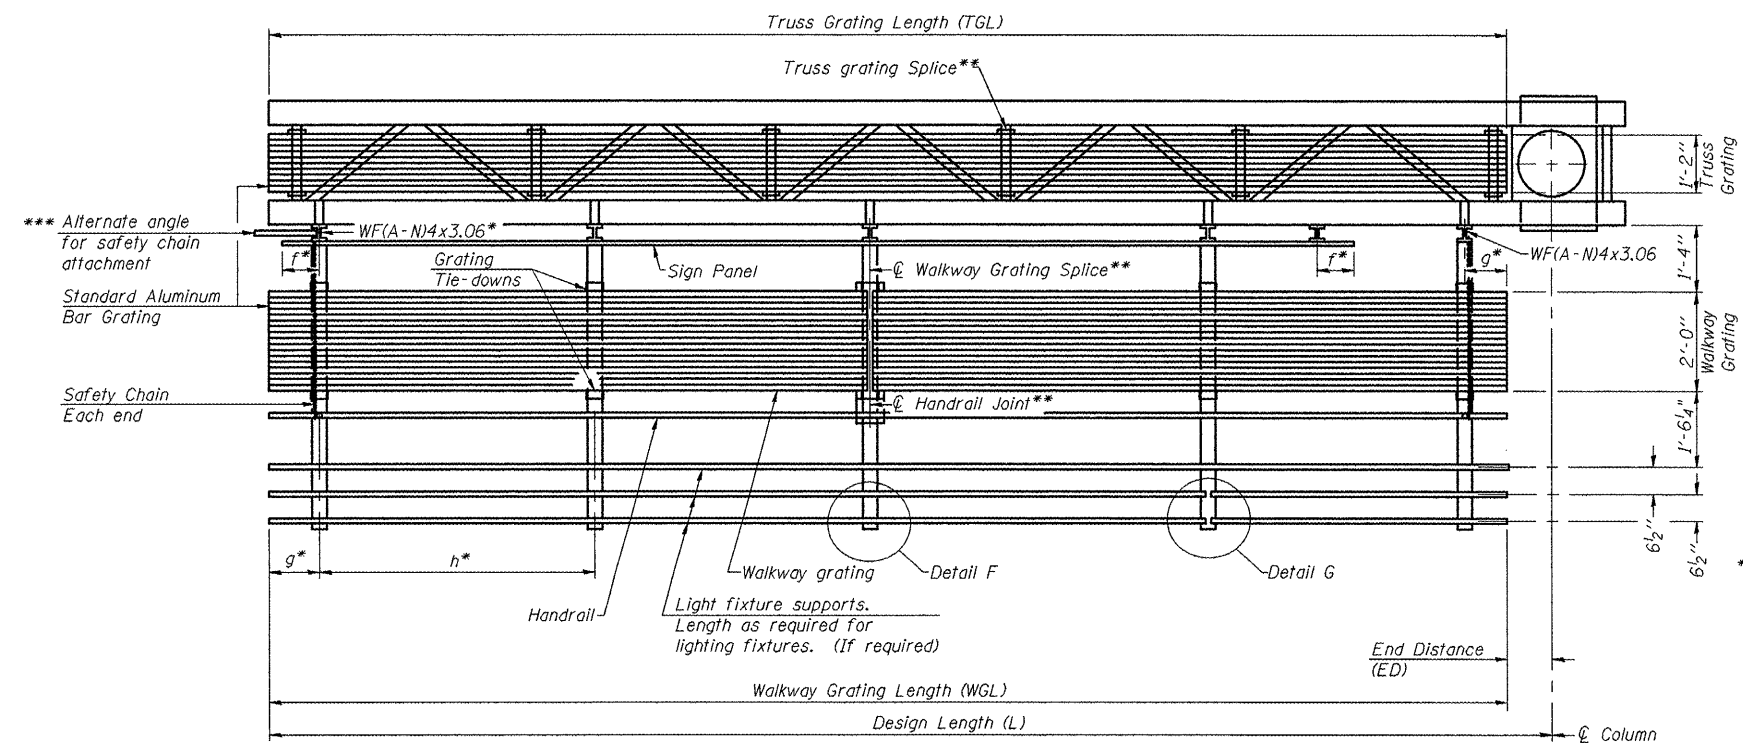 Truss Grating Length (TGL)
Truss grating Splice**
1'-2"
Truss
Grating
*** Alternate angle
for safety chain
attachment
WF(A-N)4x3.06*
f*
Grating
Tie-downs
Sign Panel
℄ Walkway Grating Splice**
f*
g*
WF(A-N)4x3.06
1'-4"
Standard Aluminum
Bar Grating
2'-0"
Walkway
Grating
Safety Chain
Each end
℄ Handrail Joint**
1'-6¼"
6½"
6½"
*
g*
h*
Walkway grating
Detail F
Detail G
Handrail
Light fixture supports.
Length as required for
lighting fixtures. (If required)
End Distance
(ED)
Walkway Grating Length (WGL)
Design Length (L)
℄ Column